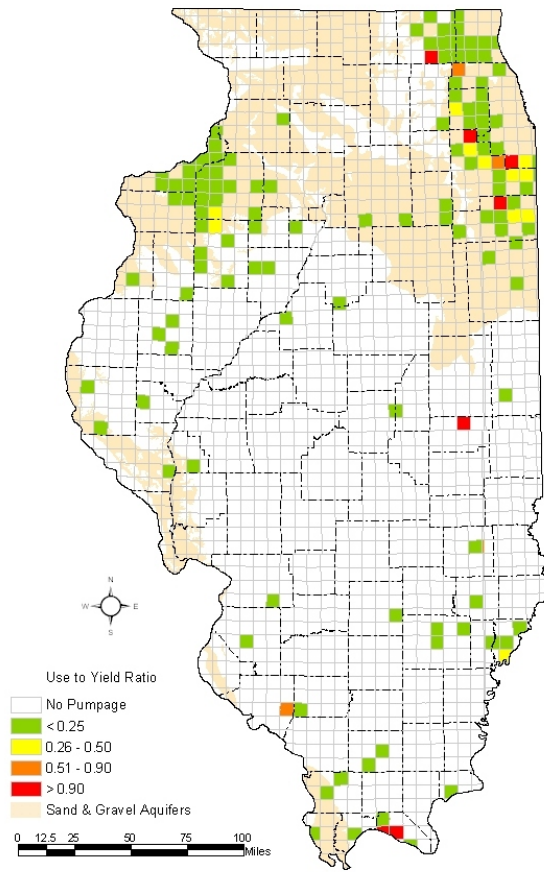 N
W E
S
Use to Yield Ratio
No Pumpage
< 0.25
0.26 - 0.50
0.51 - 0.90
> 0.90
Sand & Gravel Aquifers
0 12.5 25 50 75 100
Miles